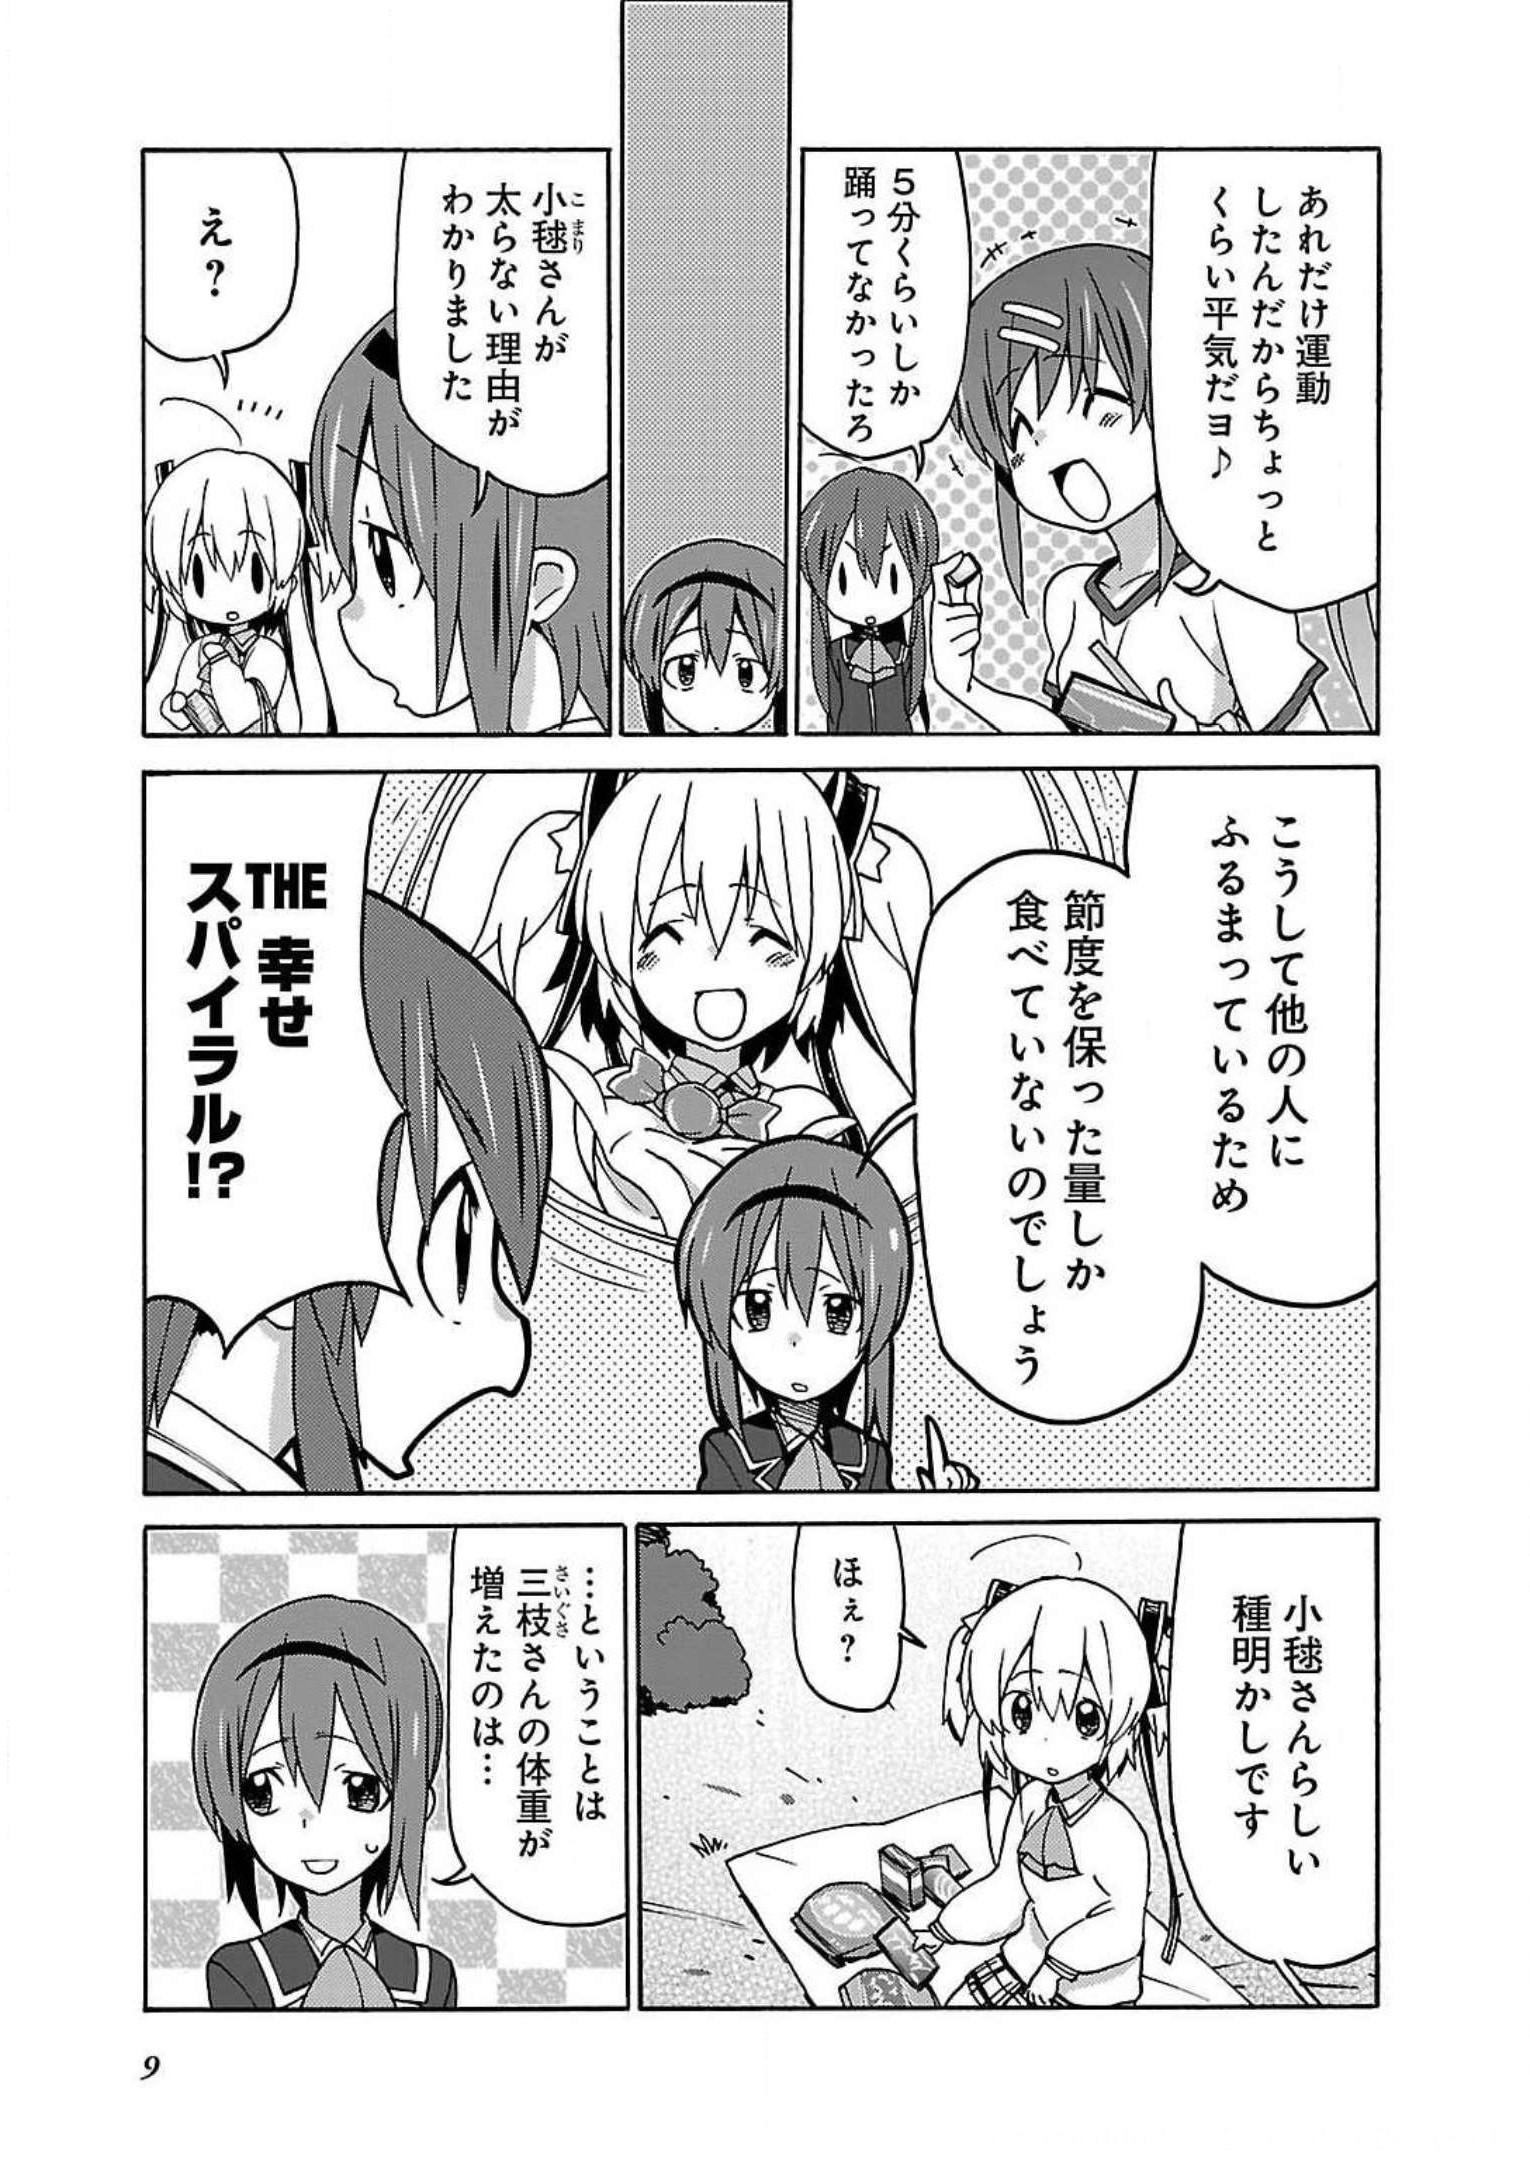 あれだけ運動
したんだからちょっと
くらい平気だヨ♪
5分くらいしか
踊ってなかったろ
小毬さんが
こまり
太らない理由が
わかりました
え?
こうして他の人に
ふるまっているため
節度を保った量しか
食べていないのでしょう
THE 幸せ
スパイラル!?
小毬さんらしい
種明かしです
ほぇ?
…ということは
三枝さんの体重が
さいぐさ
増えたのは…
9